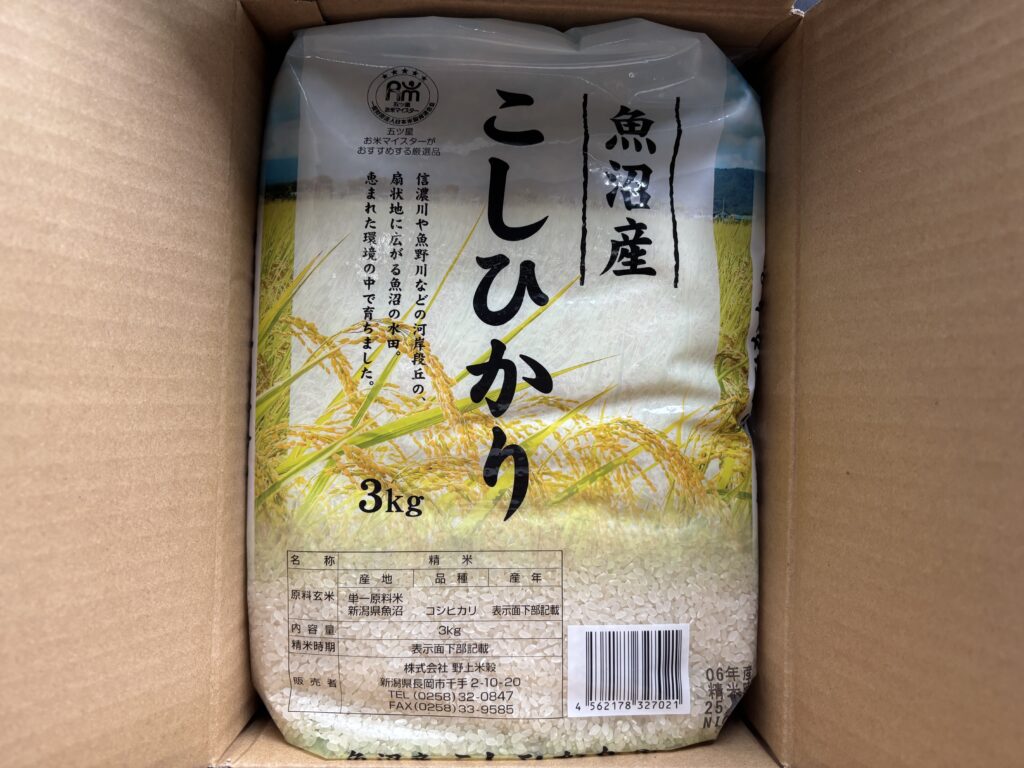 魚沼産
こしひかり
五ツ星
お米マイスター
五ツ星
お米マイスターが
おすすめする厳選品
信濃川や魚野川などの河岸段丘の、
扇状地に広がる魚沼の水田。
恵まれた環境の中で育ちました。
3kg
名称 精米
産地 品種 産年
原料玄米 単一原料米
新潟県魚沼 コシヒカリ 表示面下部記載
内容量 3kg
精米時期 表示面下部記載
販売者 株式会社 野上米穀
新潟県長岡市千手2-10-20
TEL (0258)32-0847
FAX (0258)33-9585
4 562178 327021
06年産
精米
25.